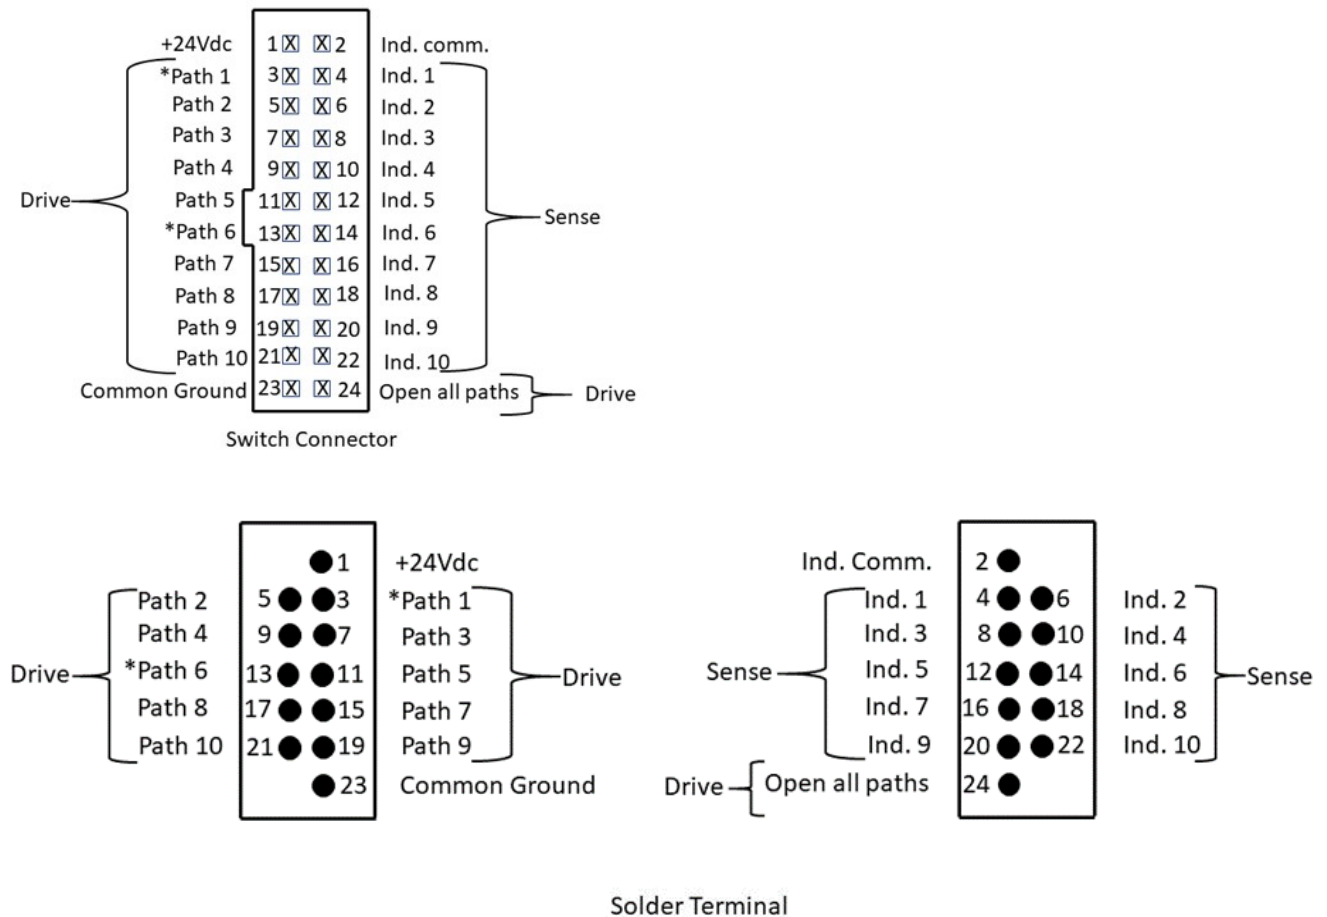 +24Vdc 1 X X 2 Ind. comm.
*Path 1 3 X X 4 Ind. 1
Path 2 5 X X 6 Ind. 2
Path 3 7 X X 8 Ind. 3
Path 4 9 X X 10 Ind. 4
Drive Path 5 11 X X 12 Ind. 5 Sense
*Path 6 13 X X 14 Ind. 6
Path 7 15 X X 16 Ind. 7
Path 8 17 X X 18 Ind. 8
Path 9 19 X X 20 Ind. 9
Path 10 21 X X 22 Ind. 10
Common Ground 23 X X 24 Open all paths Drive
Switch Connector
1 +24Vdc
Path 2 5 3 *Path 1
Path 4 9 7 Path 3
Drive *Path 6 13 11 Path 5 Drive
Path 8 17 15 Path 7
Path 10 21 19 Path 9
23 Common Ground
Ind. Comm. 2
Ind. 1 4 6 Ind. 2
Ind. 3 8 10 Ind. 4
Sense Ind. 5 12 14 Ind. 6 Sense
Ind. 7 16 18 Ind. 8
Ind. 9 20 22 Ind. 10
Drive Open all paths 24
Solder Terminal